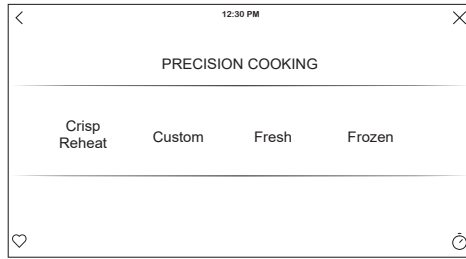 12:30 PM
PRECISION COOKING
Crisp
Reheat
Custom
Fresh
Frozen